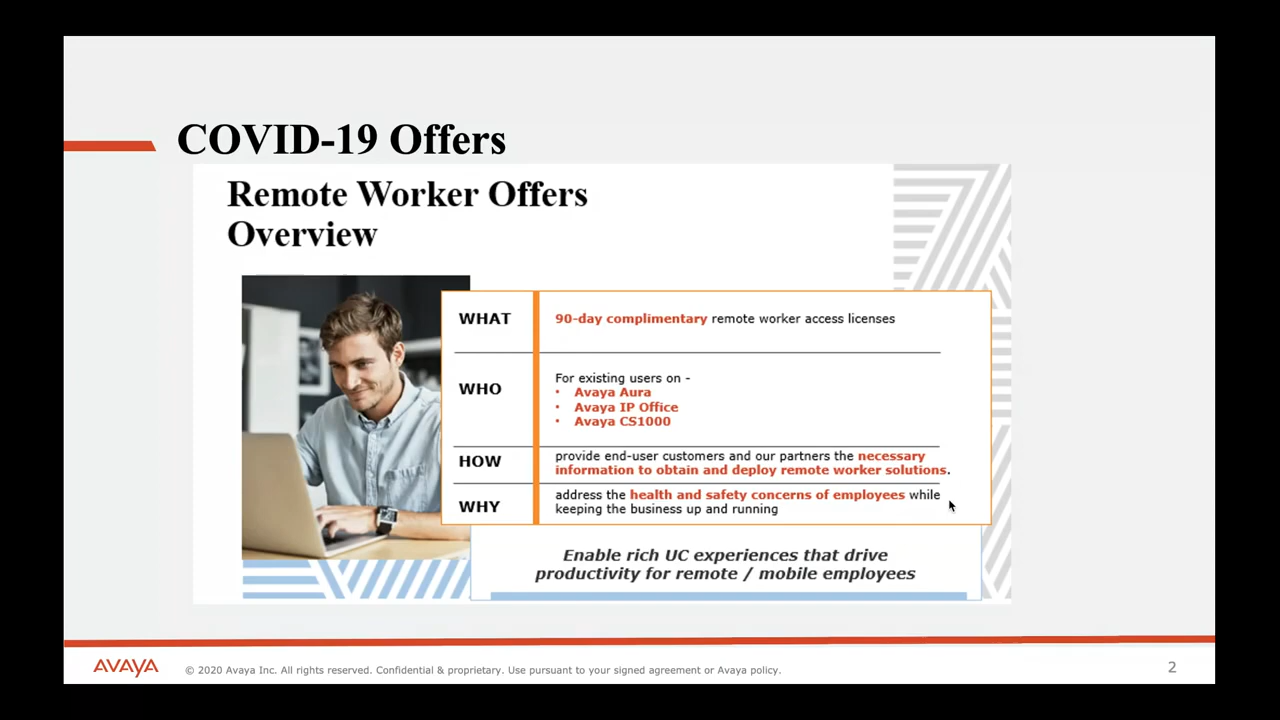 COVID-19 Offers
Remote Worker Offers
Overview
WHAT
90-day complimentary remote worker access licenses
WHO
For existing users on -
• Avaya Aura
• Avaya IP Office
• Avaya CS1000
HOW
provide end-user customers and our partners the necessary
information to obtain and deploy remote worker solutions.
WHY
address the health and safety concerns of employees while
keeping the business up and running
Enable rich UC experiences that drive
productivity for remote / mobile employees
AVAYA
© 2020 Avaya Inc. All rights reserved. Confidential & proprietary. Use pursuant to your signed agreement or Avaya policy.
2